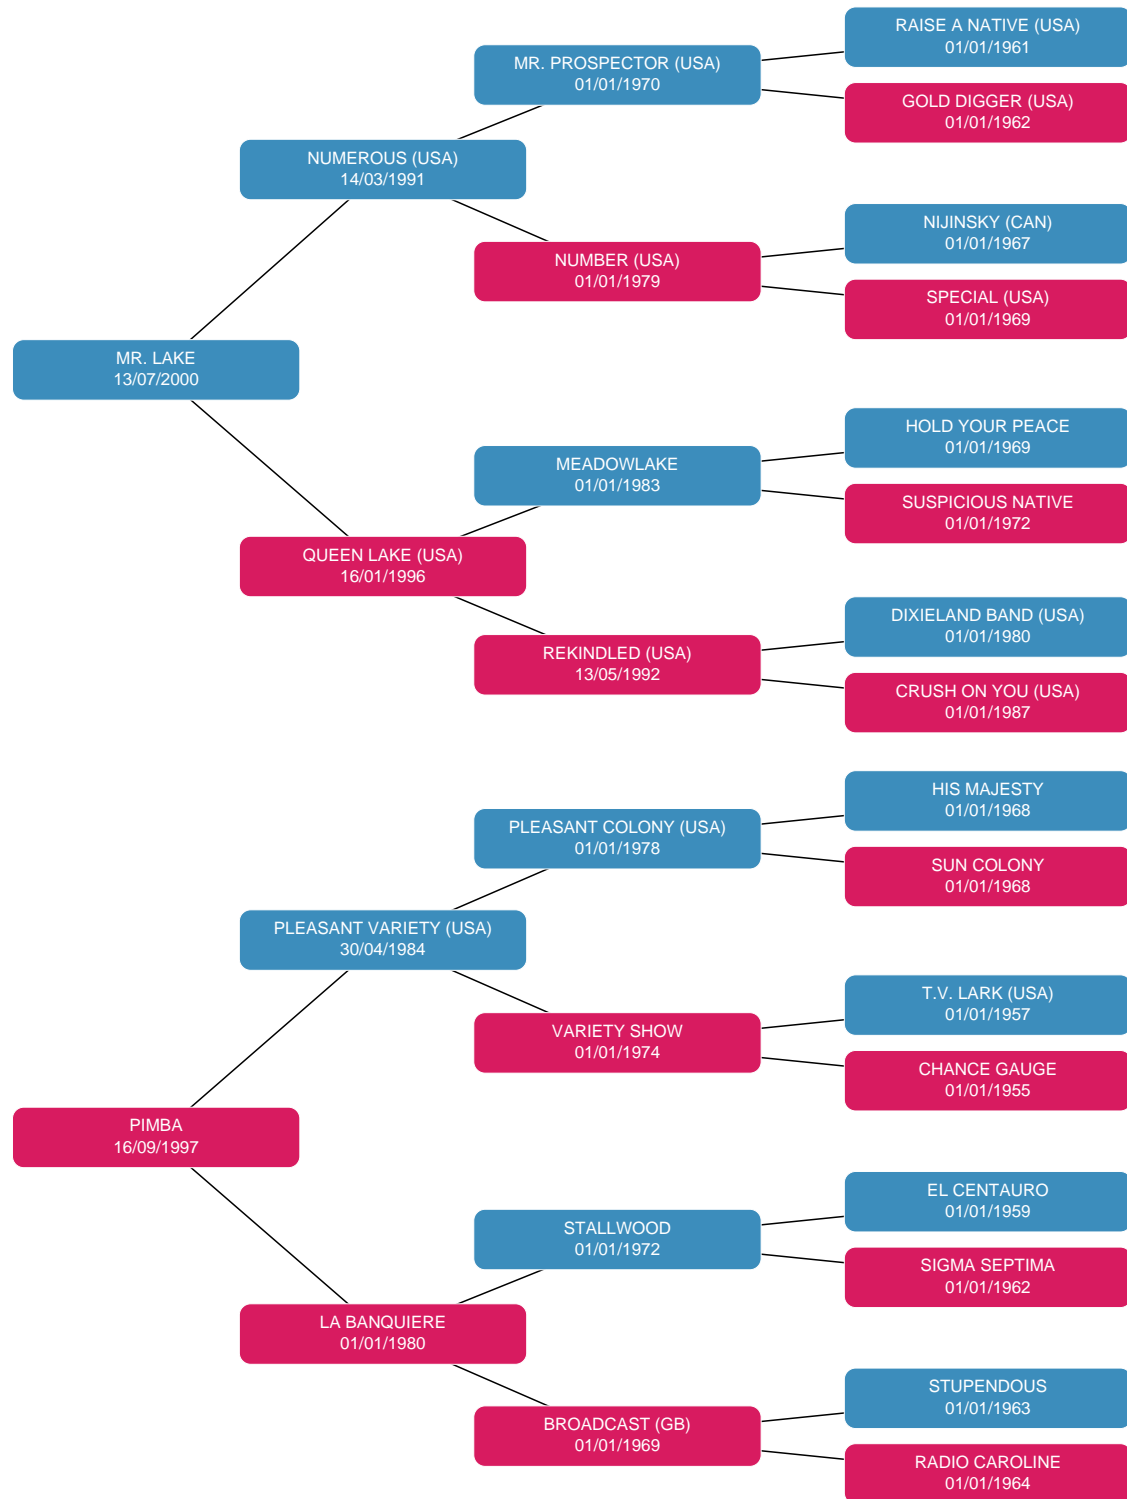 RAISE A NATIVE (USA)
01/01/1961
MR. PROSPECTOR (USA)
01/01/1970
GOLD DIGGER (USA)
01/01/1962
NUMEROUS (USA)
14/03/1991
NIJINSKY (CAN)
01/01/1967
NUMBER (USA)
01/01/1979
SPECIAL (USA)
01/01/1969
MR. LAKE
13/07/2000
HOLD YOUR PEACE
01/01/1969
MEADOWLAKE
01/01/1983
SUSPICIOUS NATIVE
01/01/1972
QUEEN LAKE (USA)
16/01/1996
DIXIELAND BAND (USA)
01/01/1980
REKINDLED (USA)
13/05/1992
CRUSH ON YOU (USA)
01/01/1987
HIS MAJESTY
01/01/1968
PLEASANT COLONY (USA)
01/01/1978
SUN COLONY
01/01/1968
PLEASANT VARIETY (USA)
30/04/1984
T.V. LARK (USA)
01/01/1957
VARIETY SHOW
01/01/1974
CHANCE GAUGE
01/01/1955
PIMBA
16/09/1997
EL CENTAURO
01/01/1959
STALLWOOD
01/01/1972
SIGMA SEPTIMA
01/01/1962
LA BANQUIERE
01/01/1980
STUPENDOUS
01/01/1963
BROADCAST (GB)
01/01/1969
RADIO CAROLINE
01/01/1964